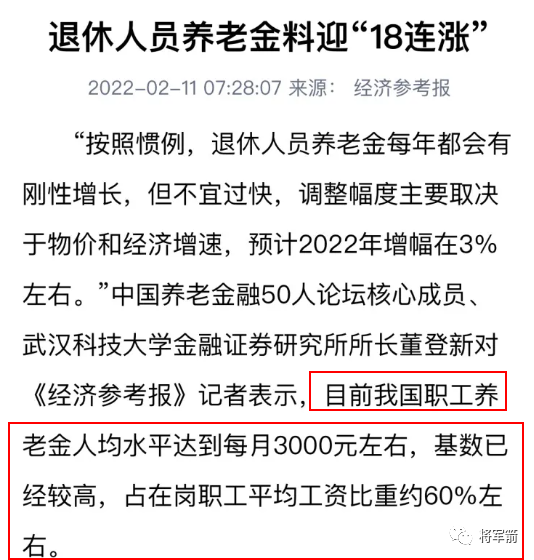 退休人员养老金料迎“18连涨”
2022-02-11 07:28:07 来源： 经济参考报
“按照惯例，退休人员养老金每年都会有
刚性增长，但不宜过快，调整幅度主要取决
于物价和经济增速，预计2022年增幅在3%
左右。”中国养老金融50人论坛核心成员、
武汉科技大学金融证券研究所所长董登新对
《经济参考报》记者表示，目前我国职工养
老金人均水平达到每月3000元左右，基数已
经较高，占在岗职工平均工资比重约60%左
右。
将军箭